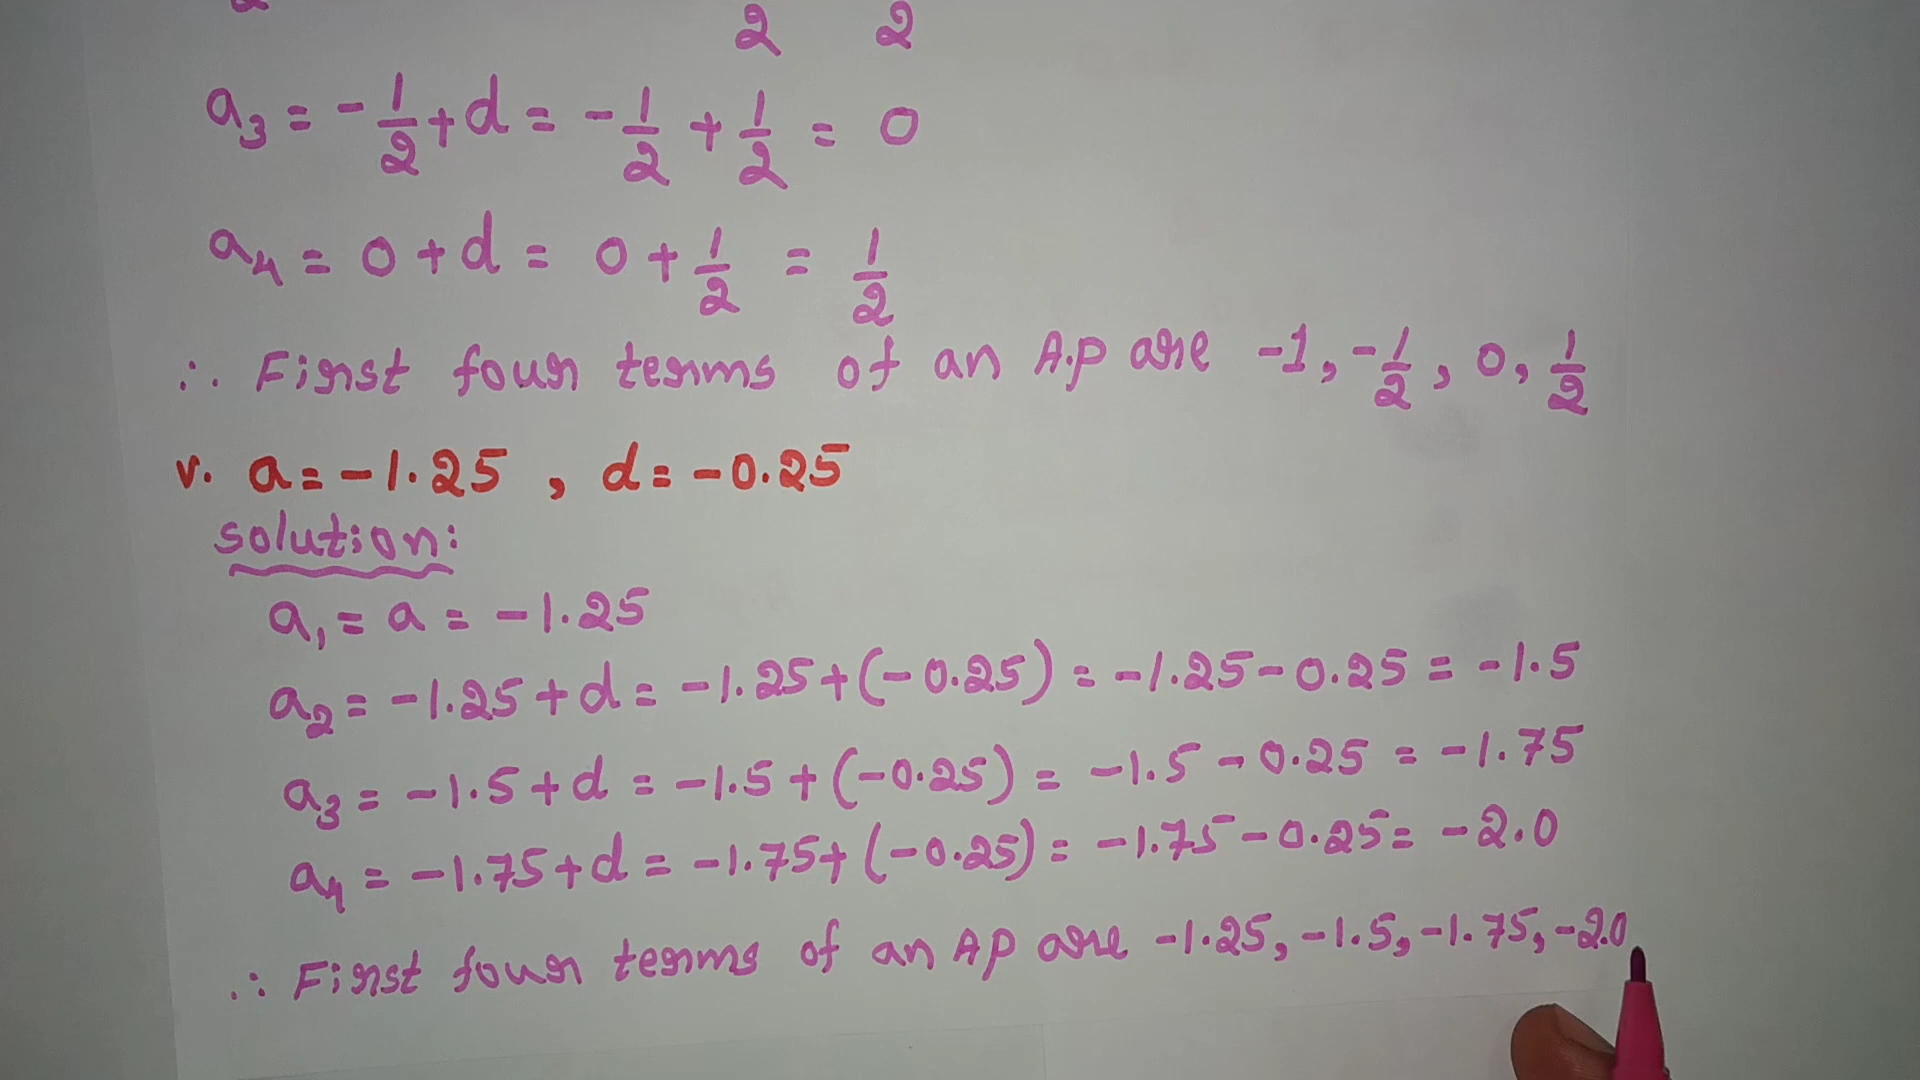 2 2
a₃ = -1/2 + d = -1/2 + 1/2 = 0
a₄ = 0 + d = 0 + 1/2 = 1/2
∴ First four terms of an A.P are -1, -1/2, 0, 1/2
v. a = -1.25 , d = -0.25
solution:
a₁ = a = -1.25
a₂ = -1.25 + d = -1.25 + (-0.25) = -1.25 - 0.25 = -1.5
a₃ = -1.5 + d = -1.5 + (-0.25) = -1.5 - 0.25 = -1.75
a₄ = -1.75 + d = -1.75 + (-0.25) = -1.75 - 0.25 = -2.0
∴ First four terms of an AP are -1.25, -1.5, -1.75, -2.0